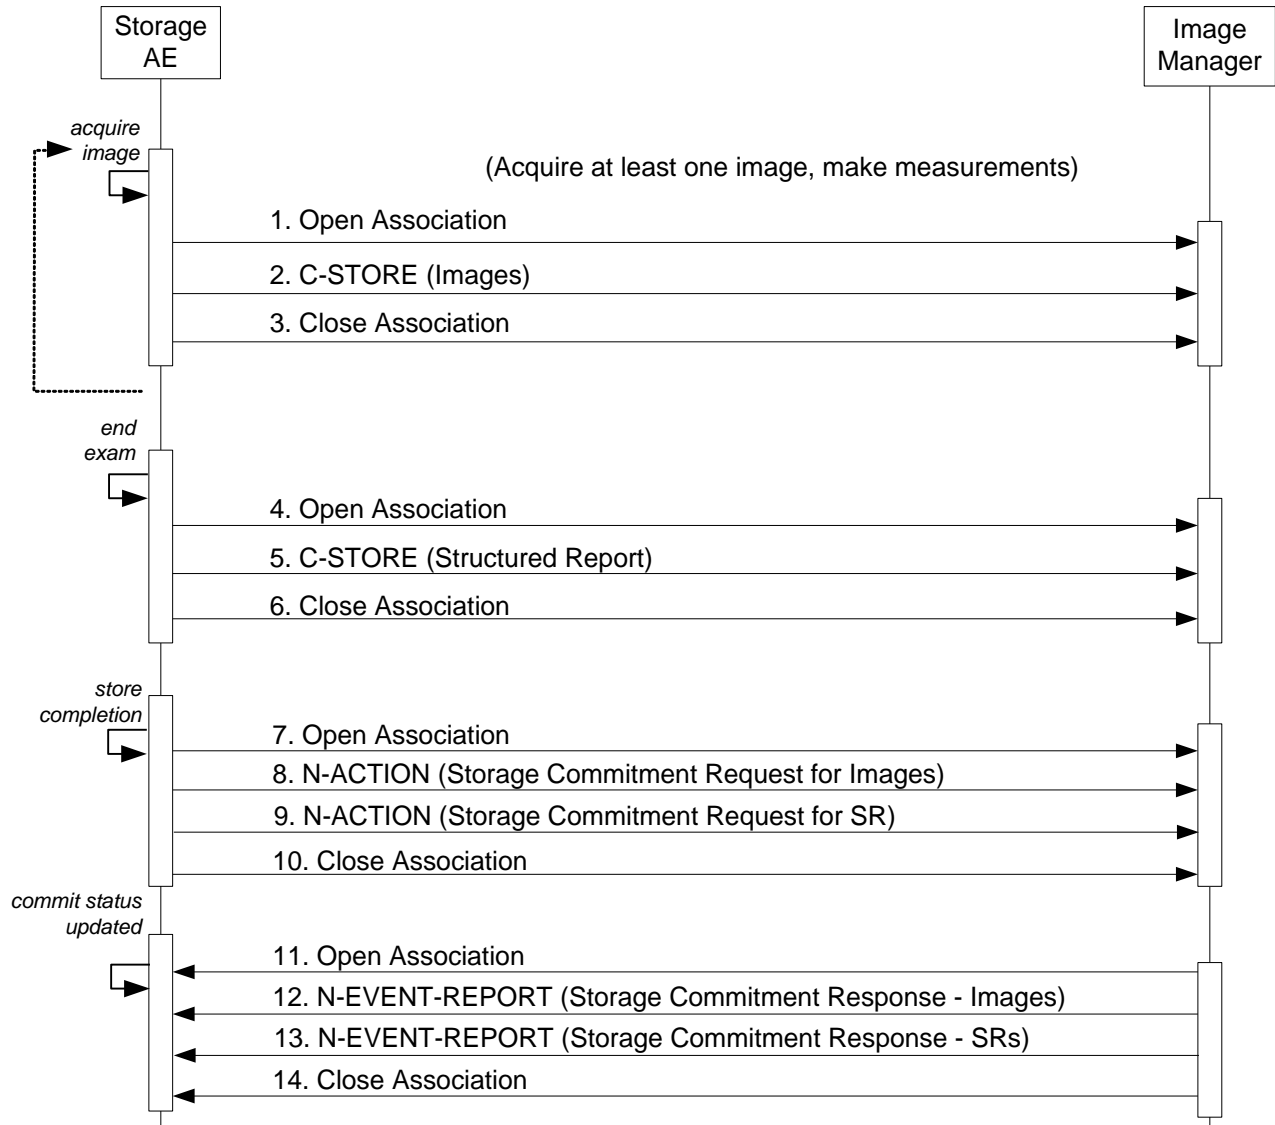 Storage
AE
Image
Manager
acquire
image
(Acquire at least one image, make measurements)
1. Open Association
2. C-STORE (Images)
3. Close Association
end
exam
4. Open Association
5. C-STORE (Structured Report)
6. Close Association
store
completion
7. Open Association
8. N-ACTION (Storage Commitment Request for Images)
9. N-ACTION (Storage Commitment Request for SR)
10. Close Association
commit status
updated
11. Open Association
12. N-EVENT-REPORT (Storage Commitment Response - Images)
13. N-EVENT-REPORT (Storage Commitment Response - SRs)
14. Close Association